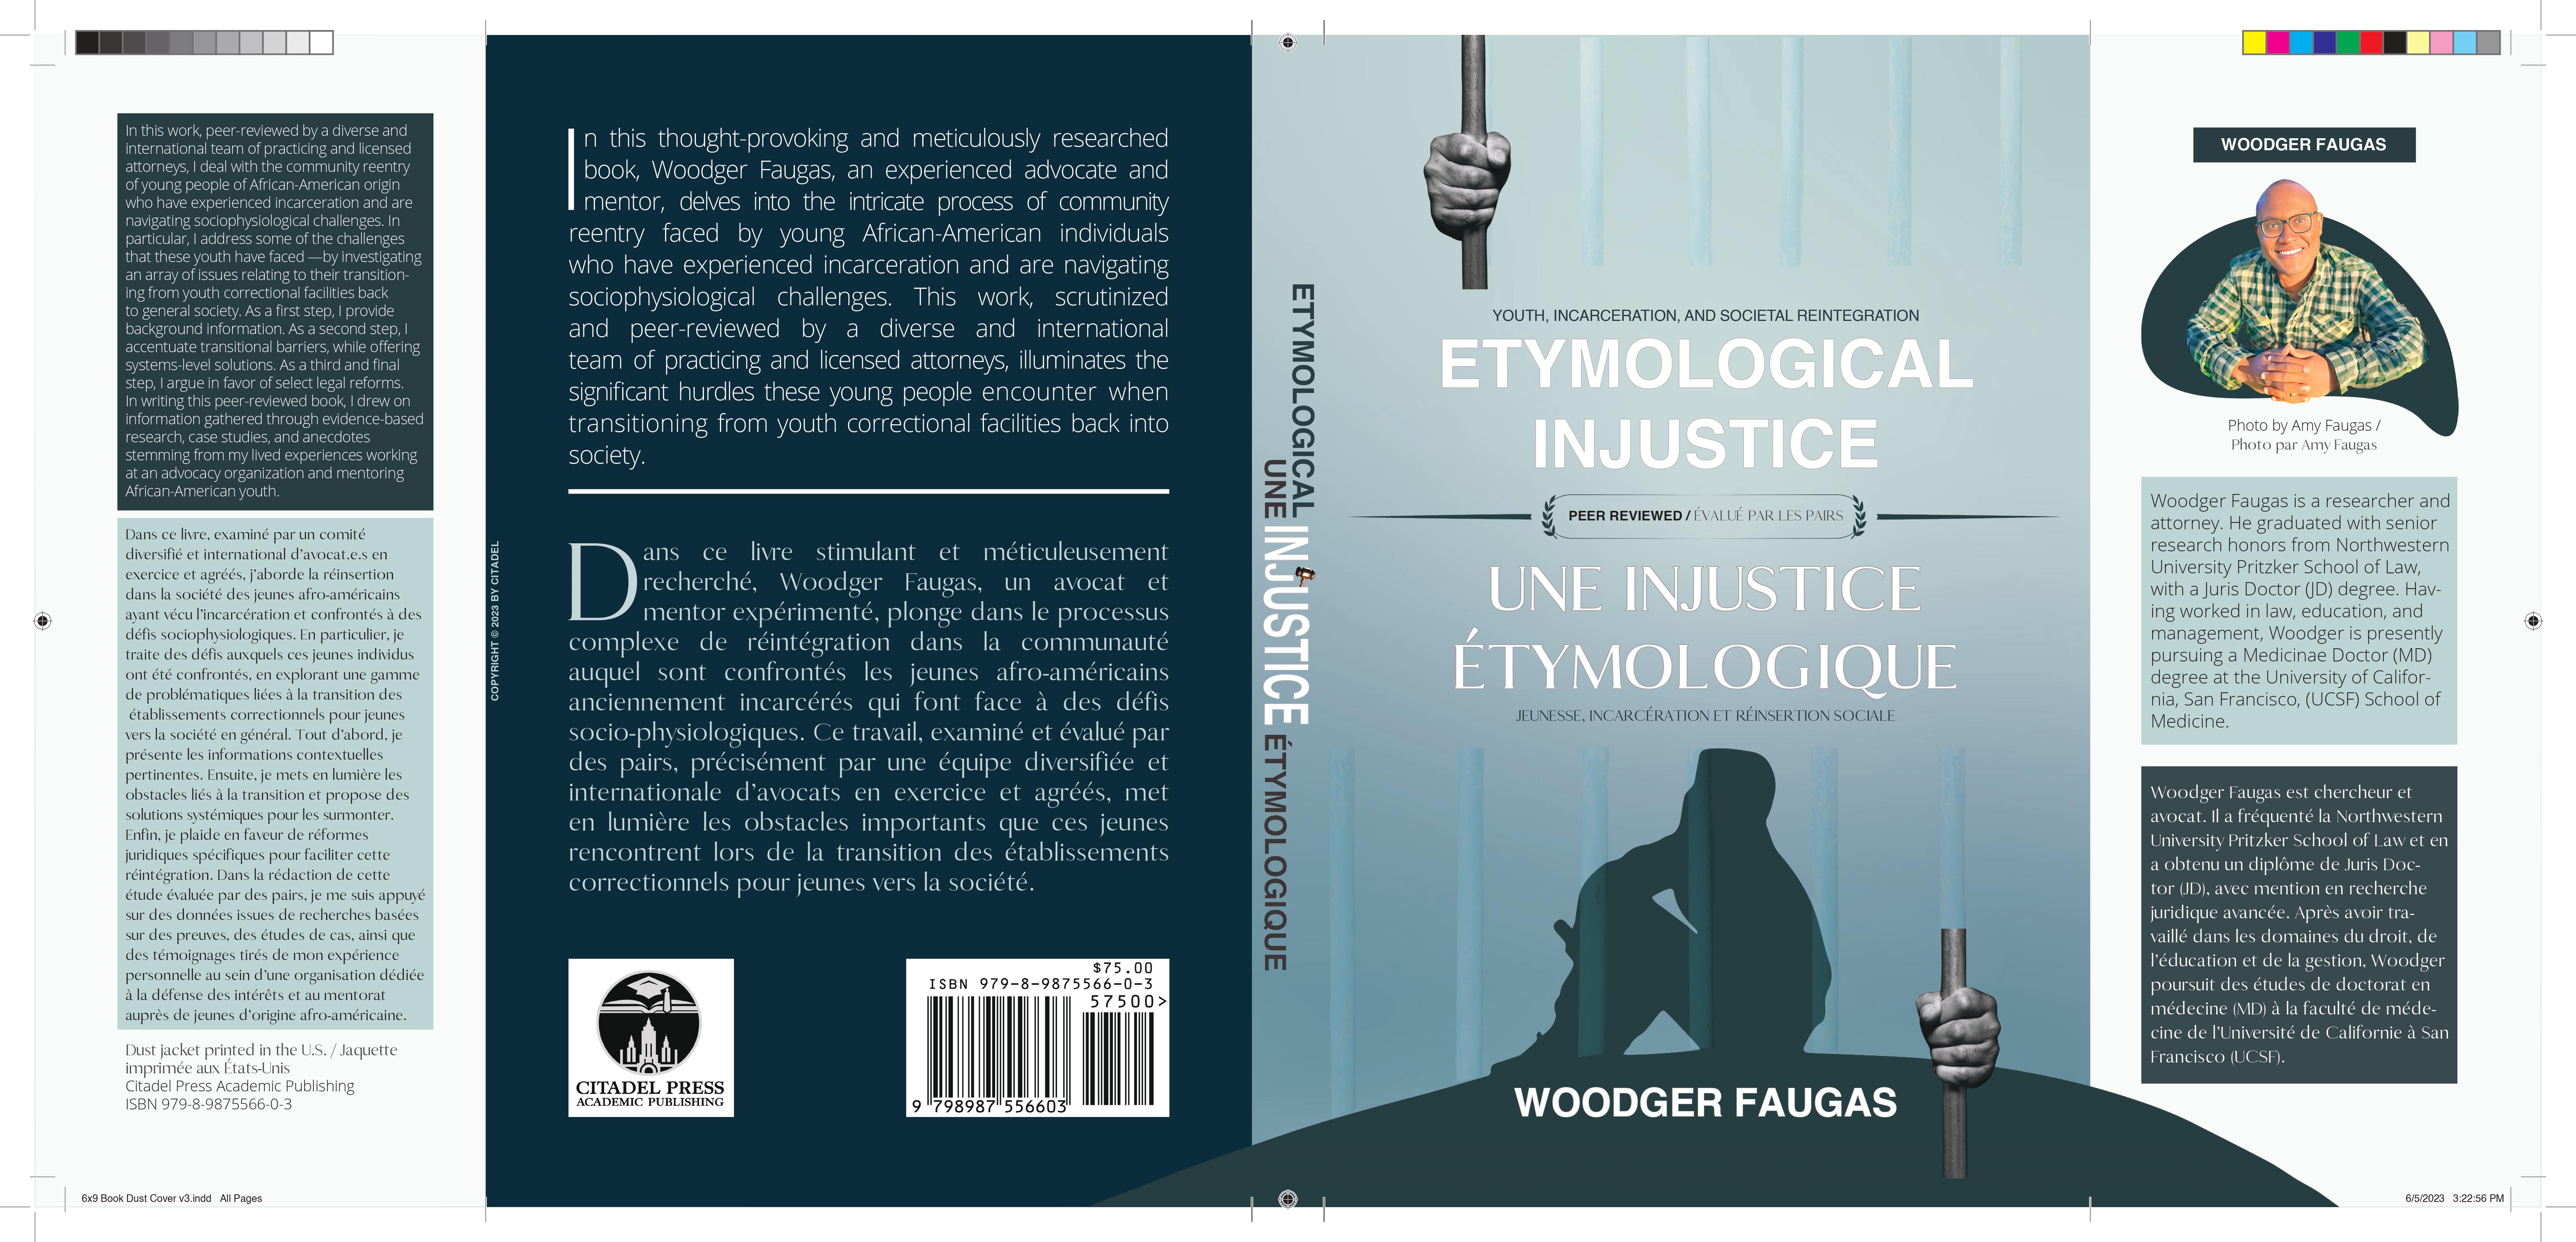 In this work, peer-reviewed by a diverse and
international team of practicing and licensed
attorneys, I deal with the community reentry
of young people of African-American origin
who have experienced incarceration and are
navigating sociophysiological challenges. In
particular, I address some of the challenges
that these youth have faced —by investigating
an array of issues relating to their transition-
ing from youth correctional facilities back
to general society. As a first step, I provide
background information. As a second step, I
accentuate transitional barriers, while offering
systems-level solutions. As a third and final
step, I argue in favor of select legal reforms.
In writing this peer-reviewed book, I drew on
information gathered through evidence-based
research, case studies, and anecdotes
stemming from my lived experiences working
at an advocacy organization and mentoring
African-American youth.
Dans ce livre, examiné par un comité
diversifié et international d’avocat.e.s en
exercice et agréés, j’aborde la réinsertion
dans la société des jeunes afro-américains
ayant vécu l’incarcération et confrontés à des
défis sociophysiologiques. En particulier, je
traite des défis auxquels ces jeunes individus
ont été confrontés, en explorant une gamme
de problématiques liées à la transition des
établissements correctionnels pour jeunes
vers la société en général. Tout d’abord, je
présente les informations contextuelles
pertinentes. Ensuite, je mets en lumière les
obstacles liés à la transition et propose des
solutions systémiques pour les surmonter.
Enfin, je plaide en faveur de réformes
juridiques spécifiques pour faciliter cette
réintégration. Dans la rédaction de cette
étude évaluée par des pairs, je me suis appuyé
sur des données issues de recherches basées
sur des preuves, des études de cas, ainsi que
des témoignages tirés de mon expérience
personnelle au sein d’une organisation dédiée
à la défense des intérêts et au mentorat
auprès de jeunes d’origine afro-américaine.
Dust jacket printed in the U.S. / Jaquette
imprimée aux États-Unis
Citadel Press Academic Publishing
ISBN 979-8-9875566-0-3
6x9 Book Dust Cover v3.indd   All Pages
COPYRIGHT © 2023 BY CITADEL
In this thought-provoking and meticulously researched
book, Woodger Faugas, an experienced advocate and
mentor, delves into the intricate process of community
reentry faced by young African-American individuals
who have experienced incarceration and are navigating
sociophysiological challenges. This work, scrutinized
and peer-reviewed by a diverse and international
team of practicing and licensed attorneys, illuminates the
significant hurdles these young people encounter when
transitioning from youth correctional facilities back into
society.
Dans ce livre stimulant et méticuleusement
recherché, Woodger Faugas, un avocat et
mentor expérimenté, plonge dans le processus
complexe de réintégration dans la communauté
auquel sont confrontés les jeunes afro-américains
anciennement incarcérés qui font face à des défis
socio-physiologiques. Ce travail, examiné et évalué par
des pairs, précisément par une équipe diversifiée et
internationale d’avocats en exercice et agréés, met
en lumière les obstacles importants que ces jeunes
rencontrent lors de la transition des établissements
correctionnels pour jeunes vers la société.
CITADEL PRESS
ACADEMIC PUBLISHING
$75.00
ISBN 979-8-9875566-0-3
57500>
9 798987 556603
ETYMOLOGICAL
UNE INJUSTICE ÉTYMOLOGIQUE
YOUTH, INCARCERATION, AND SOCIETAL REINTEGRATION
ETYMOLOGICAL
INJUSTICE
PEER REVIEWED / ÉVALUÉ PAR LES PAIRS
UNE INJUSTICE
ÉTYMOLOGIQUE
JEUNESSE, INCARCÉRATION ET RÉINSERTION SOCIALE
WOODGER FAUGAS
WOODGER FAUGAS
Photo by Amy Faugas /
Photo par Amy Faugas
Woodger Faugas is a researcher and
attorney. He graduated with senior
research honors from Northwestern
University Pritzker School of Law,
with a Juris Doctor (JD) degree. Hav-
ing worked in law, education, and
management, Woodger is presently
pursuing a Medicinae Doctor (MD)
degree at the University of Califor-
nia, San Francisco, (UCSF) School of
Medicine.
Woodger Faugas est chercheur et
avocat. Il a fréquenté la Northwestern
University Pritzker School of Law et en
a obtenu un diplôme de Juris Doc-
tor (JD), avec mention en recherche
juridique avancée. Après avoir tra-
vaillé dans les domaines du droit, de
l’éducation et de la gestion, Woodger
poursuit des études de doctorat en
médecine (MD) à la faculté de méde-
cine de l’Université de Californie à San
Francisco (UCSF).
6/5/2023   3:22:56 PM